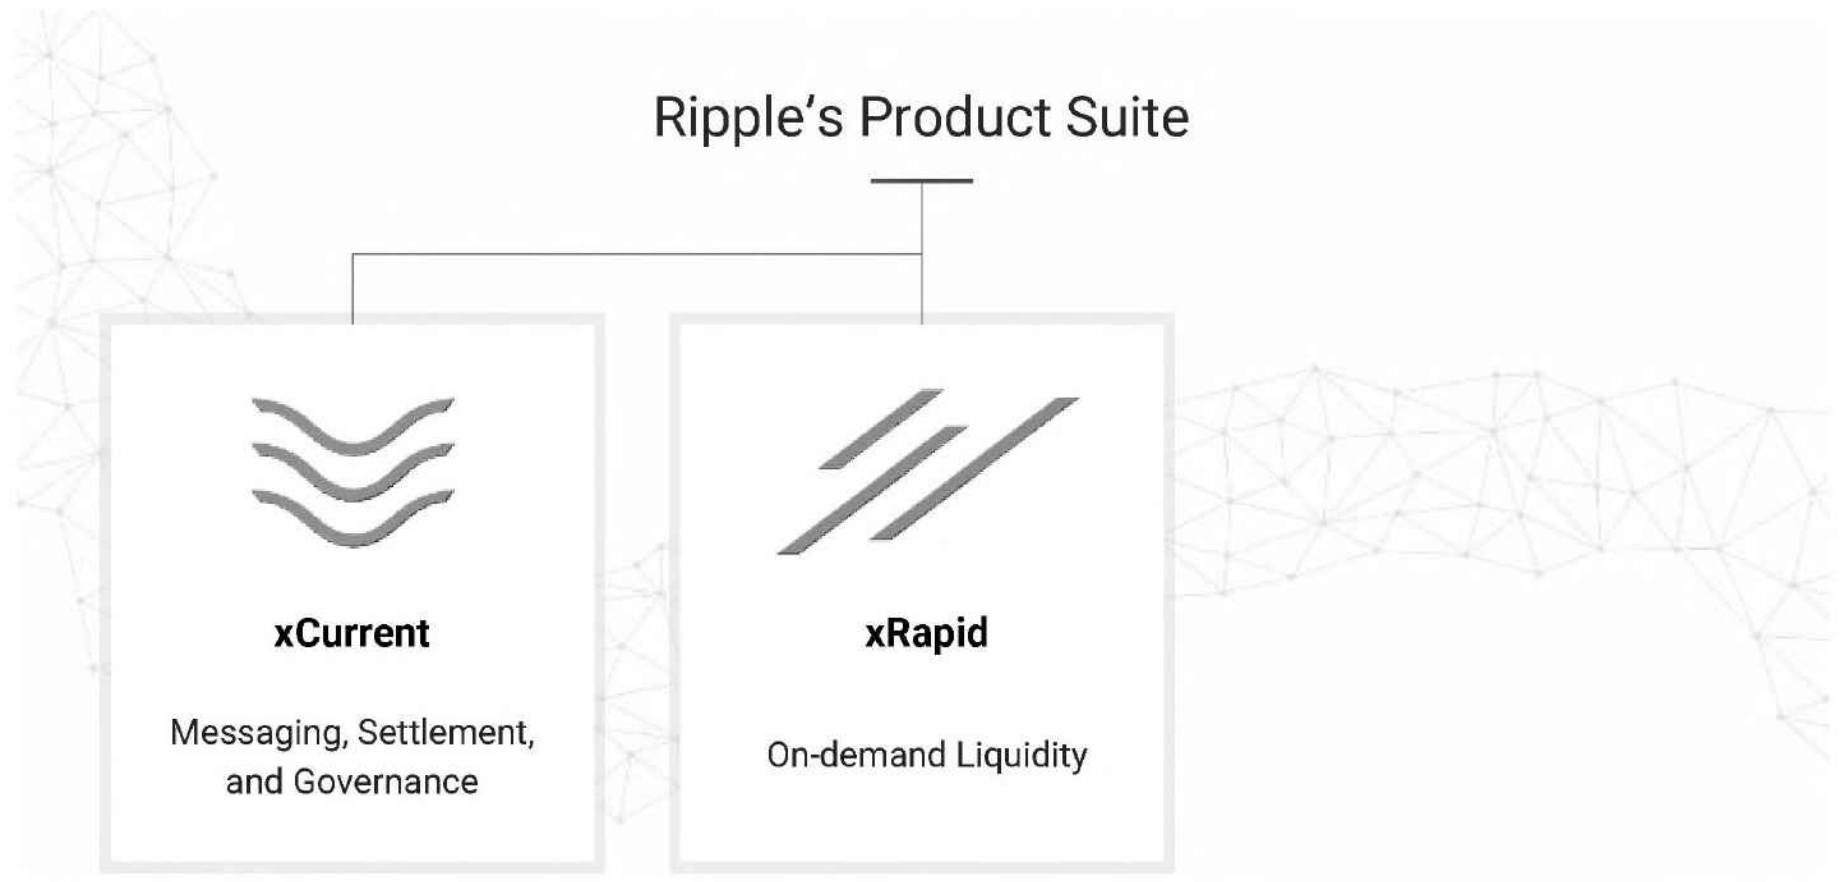 Ripple’s Product Suite
xCurrent
Messaging, Settlement,
and Governance
xRapid
On-demand Liquidity